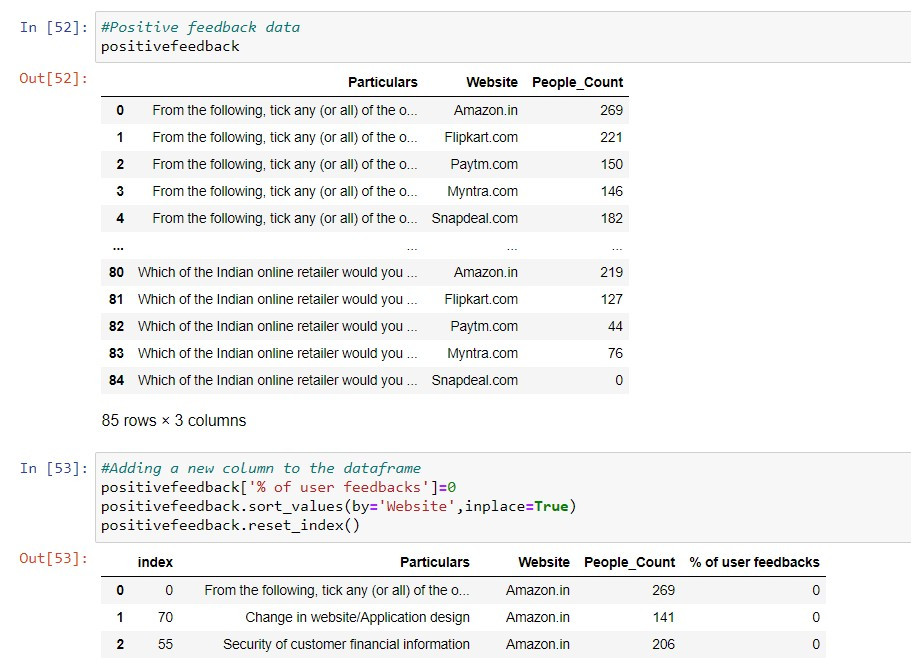 In [52]: #Positive feedback data
positivefeedback
Out[52]:
Particulars Website People_Count
0 From the following, tick any (or all) of the o... Amazon.in 269
1 From the following, tick any (or all) of the o... Flipkart.com 221
2 From the following, tick any (or all) of the o... Paytm.com 150
3 From the following, tick any (or all) of the o... Myntra.com 146
4 From the following, tick any (or all) of the o... Snapdeal.com 182
... ... ... ...
80 Which of the Indian online retailer would you ... Amazon.in 219
81 Which of the Indian online retailer would you ... Flipkart.com 127
82 Which of the Indian online retailer would you ... Paytm.com 44
83 Which of the Indian online retailer would you ... Myntra.com 76
84 Which of the Indian online retailer would you ... Snapdeal.com 0
85 rows × 3 columns
In [53]: #Adding a new column to the dataframe
positivefeedback['% of user feedbacks']=0
positivefeedback.sort_values(by='Website',inplace=True)
positivefeedback.reset_index()
Out[53]:
index Particulars Website People_Count % of user feedbacks
0 0 From the following, tick any (or all) of the o... Amazon.in 269 0
1 70 Change in website/Application design Amazon.in 141 0
2 55 Security of customer financial information Amazon.in 206 0